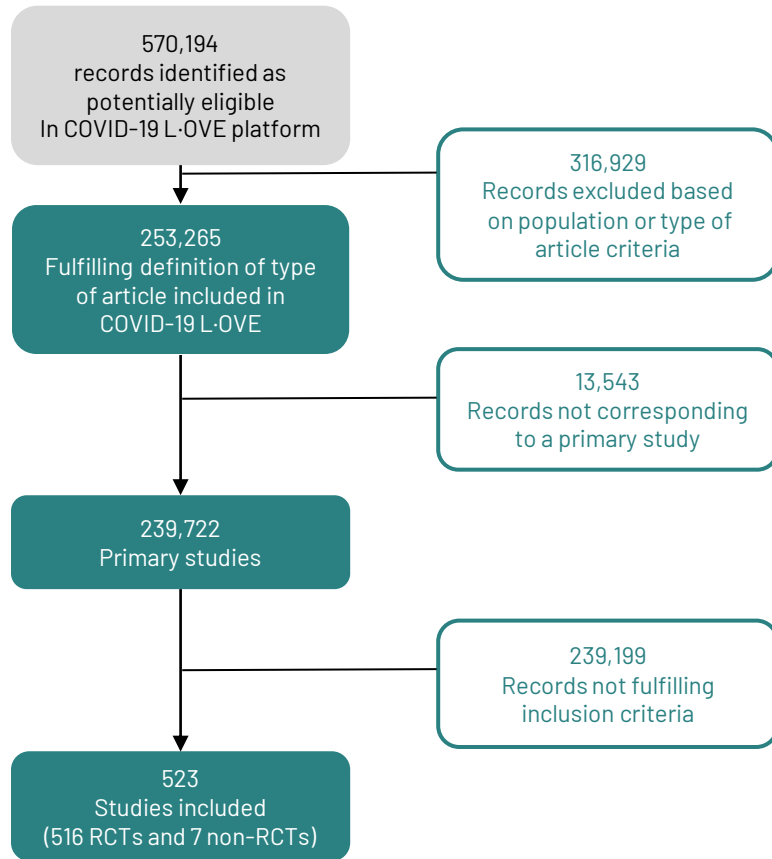 570,194
records identified as
potentially eligible
In COVID-19 L·OVE platform
316,929
Records excluded based
on population or type of
article criteria
253,265
Fulfilling definition of type
of article included in
COVID-19 L·OVE
13,543
Records not corresponding
to a primary study
239,722
Primary studies
239,199
Records not fulfilling
inclusion criteria
523
Studies included
(516 RCTs and 7 non-RCTs)